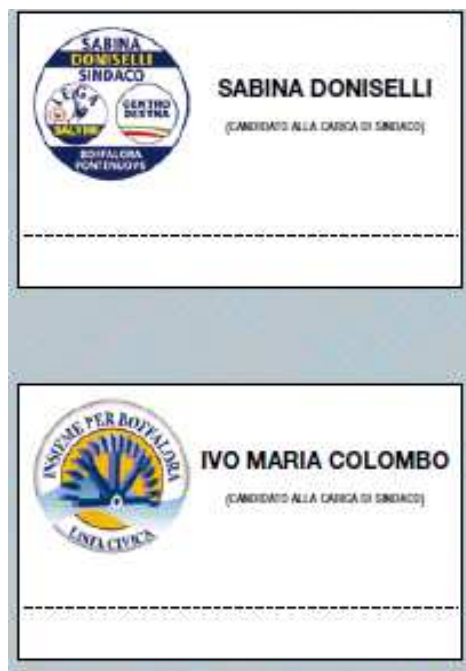 SABINA
DONISELLI
SINDACO
LEGA
SALVINI
CENTRO
DESTRA
BOFFALORA
PONTENUOVO
SABINA DONISELLI
(CANDIDATO ALLA CARICA DI SINDACO)
INSIEME PER BOFFALORA
LISTA CIVICA
IVO MARIA COLOMBO
(CANDIDATO ALLA CARICA DI SINDACO)